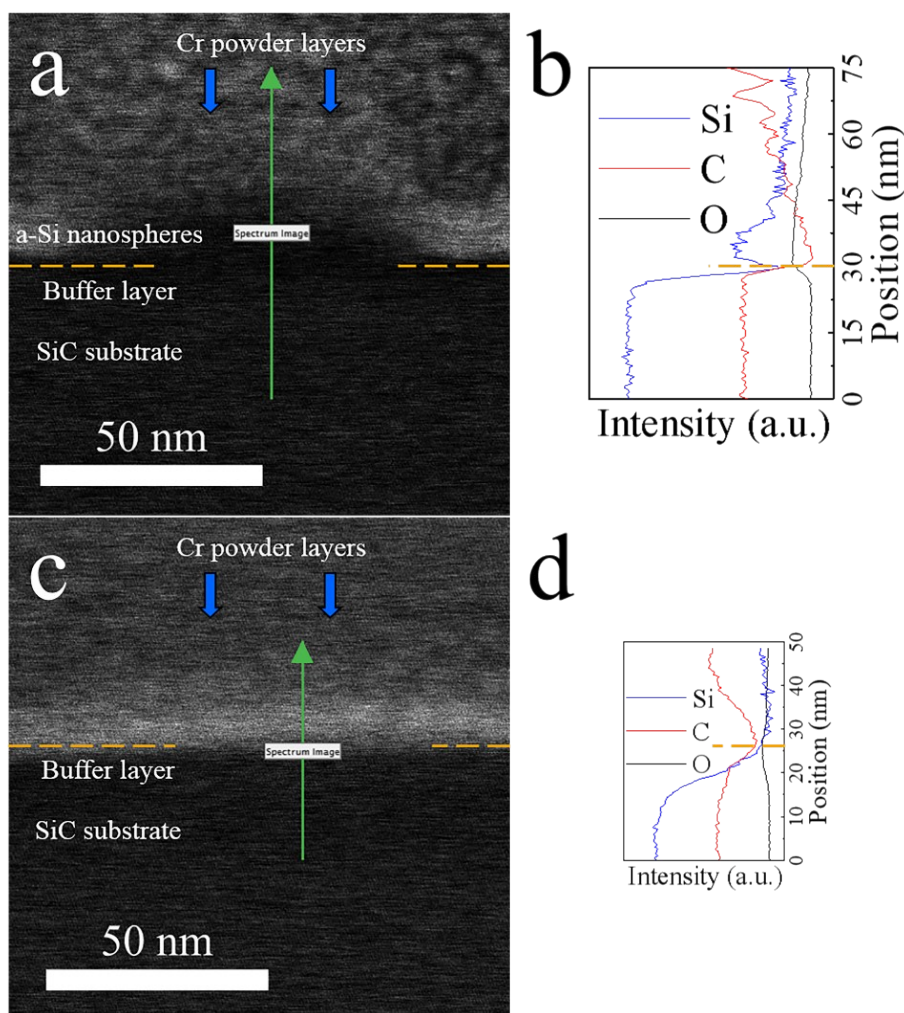 a
Cr powder layers
Spectrum Image
a-Si nanospheres
Buffer layer
SiC substrate
50 nm
b
Si
C
O
75
60
45
30
15
0
Position (nm)
Intensity (a.u.)
c
Cr powder layers
Spectrum Image
Buffer layer
SiC substrate
50 nm
d
Si
C
O
50
40
30
20
10
0
Position (nm)
Intensity (a.u.)